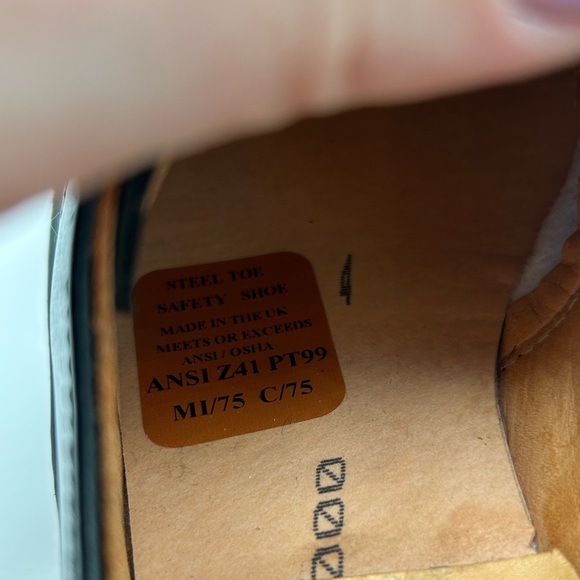 STEEL TOE
SAFETY SHOE
MADE IN THE UK
MEETS OR EXCEEDS
ANSI / OSHA
ANSI Z41 PT99
MI/75 C/75
000